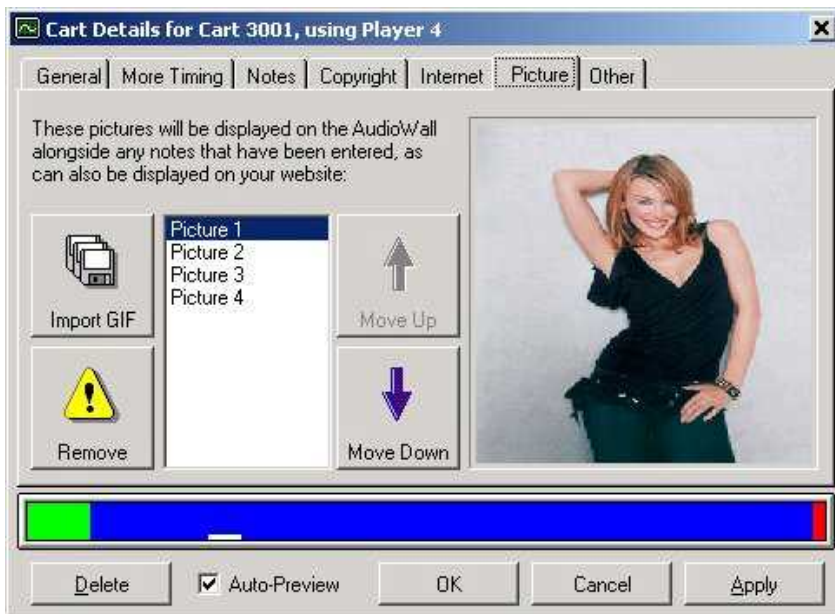 Cart Details for Cart 3001, using Player 4
General More Timing Notes Copyright Internet Picture Other
These pictures will be displayed on the AudioWall
alongside any notes that have been entered, as
can also be displayed on your website:
Picture 1
Picture 2
Picture 3
Picture 4
Import GIF
Move Up
Remove
Move Down
Delete
Auto-Preview
OK
Cancel
Apply